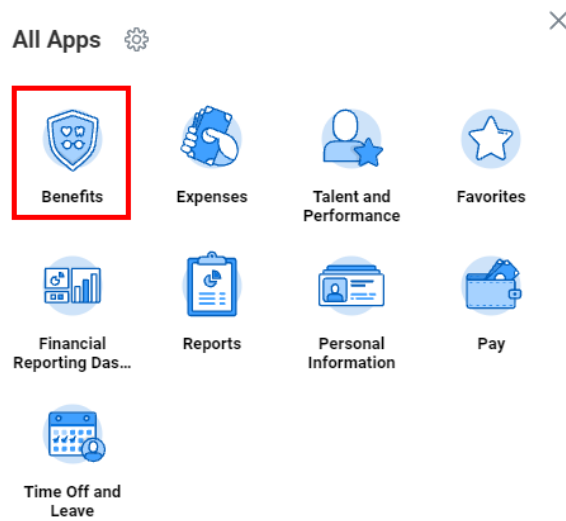 All Apps
Benefits
Expenses
Talent and
Performance
Favorites
Financial
Reporting Das...
Reports
Personal
Information
Pay
Time Off and
Leave